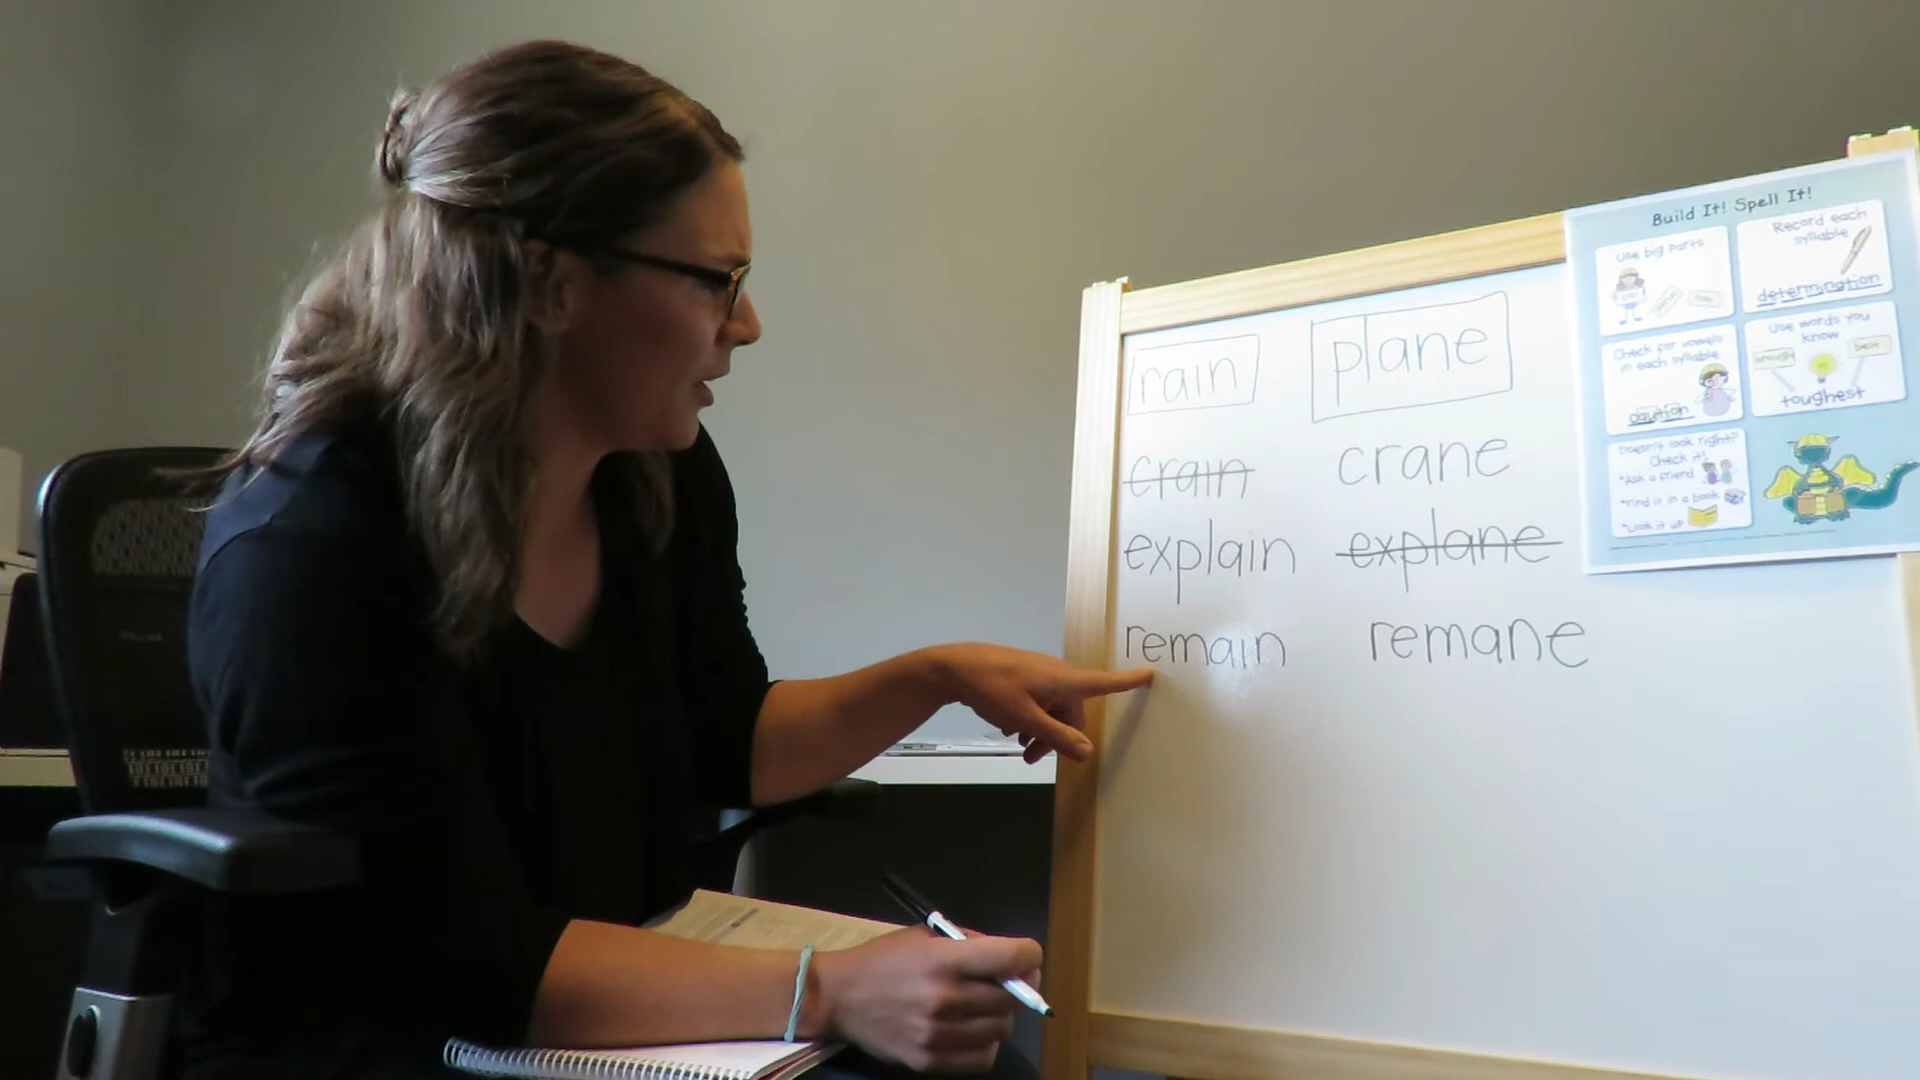 rain plane
crain crane
explain explane
remain remane
Build It! Spell It!
Use big parts
Record each
syllable
determination
Check for vowels
in each syllable
caution
Use words you
know
enough
best
toughest
Doesn't look right?
Check it!
*Ask a friend
*Find it in a book
*Look it up